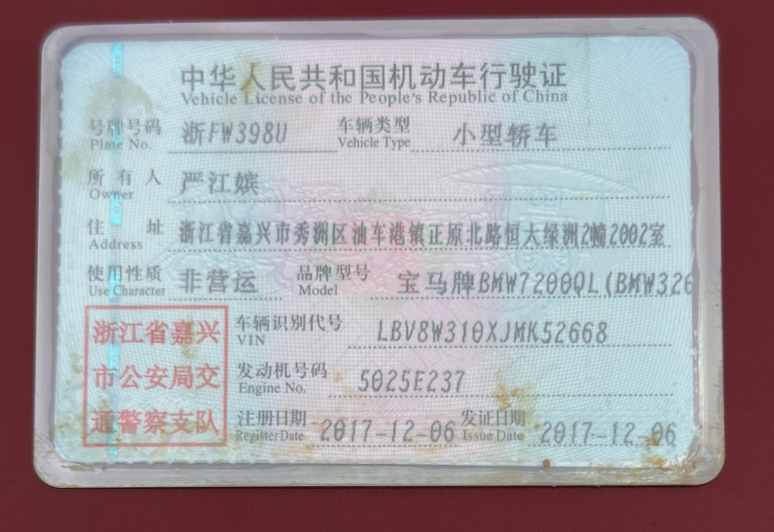 中华人民共和国机动车行驶证
Vehicle License of the People's Republic of China
号牌号码 浙FW398U 车辆类型 小型轿车
Plate No. Vehicle Type
所有人 严江嫔
Owner
住址 浙江省嘉兴市秀洲区油车港镇正原北路恒大绿洲2幢2002室
Address
使用性质 非营运 品牌型号 宝马牌BMW7200QL(BMW326
Use Character Model
浙江省嘉兴
市公安局交
通警察支队
车辆识别代号 LBV8W310XJMK52668
VIN
发动机号码 5025E237
Engine No.
注册日期 2017-12-06 发证日期 2017-12-06
Register Date Issue Date